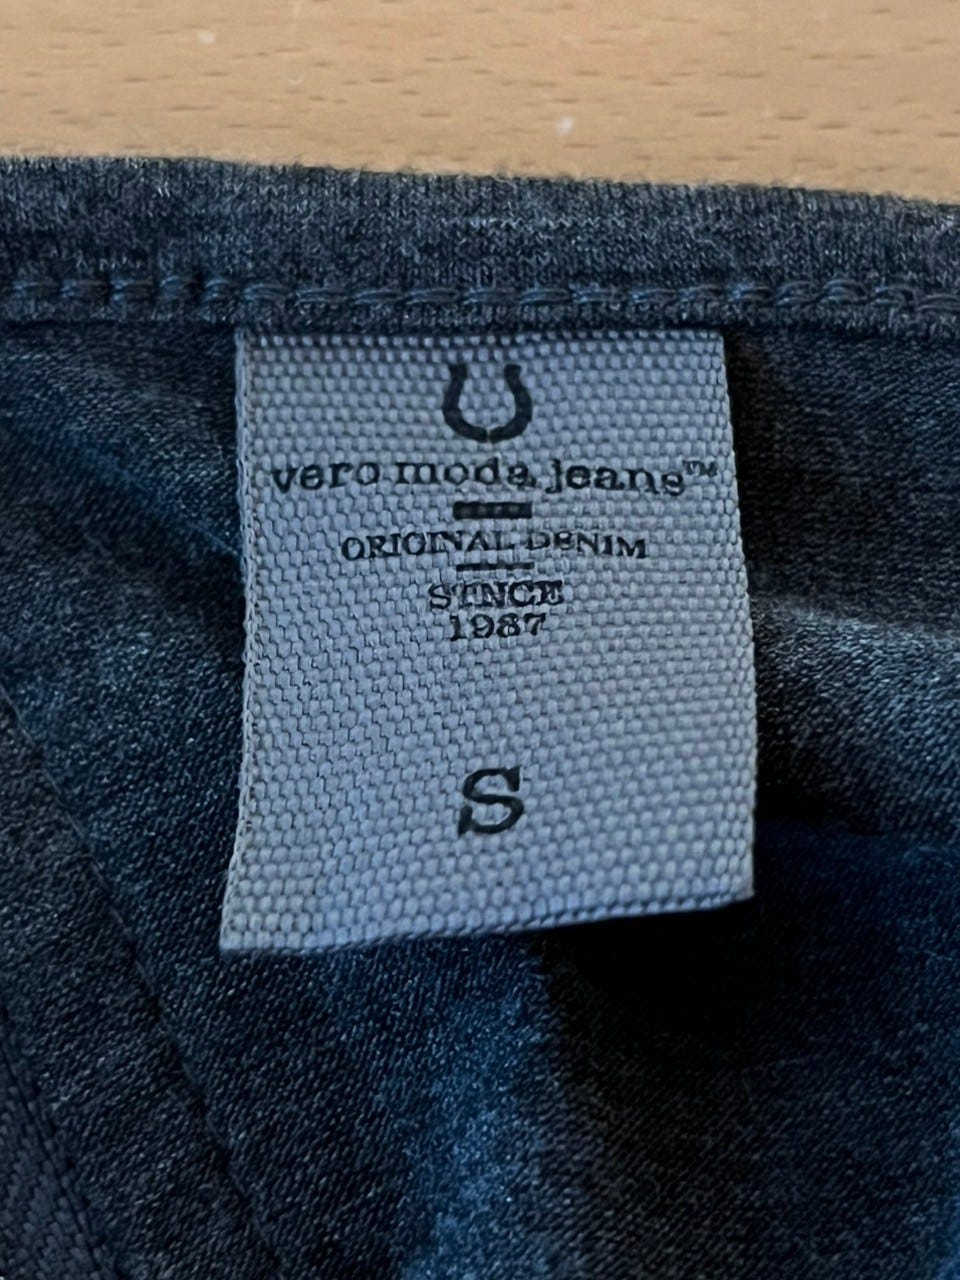 vero moda jeans™
ORIGINAL DENIM
SINCE
1987
S